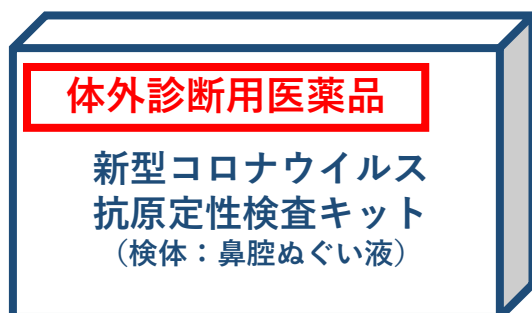 体外診断用医薬品
新型コロナウイルス
抗原定性検査キット
（検体：鼻腔ぬぐい液）